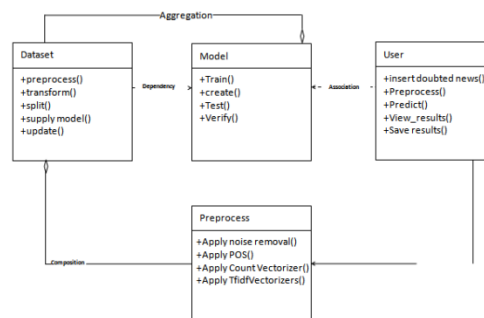 Aggregation
Dataset
+preprocess()
+transform()
+split()
+supply model()
+update()
Dependency
Model
+Train()
+create()
+Test()
+Verify()
Association
User
+insert doubted news()
+Preprocess()
+Predict()
+View_results()
+Save results()
Composition
Preprocess
+Apply noise removal()
+Apply POS()
+Apply Count Vectorizer()
+Apply TfidfVectorizers()